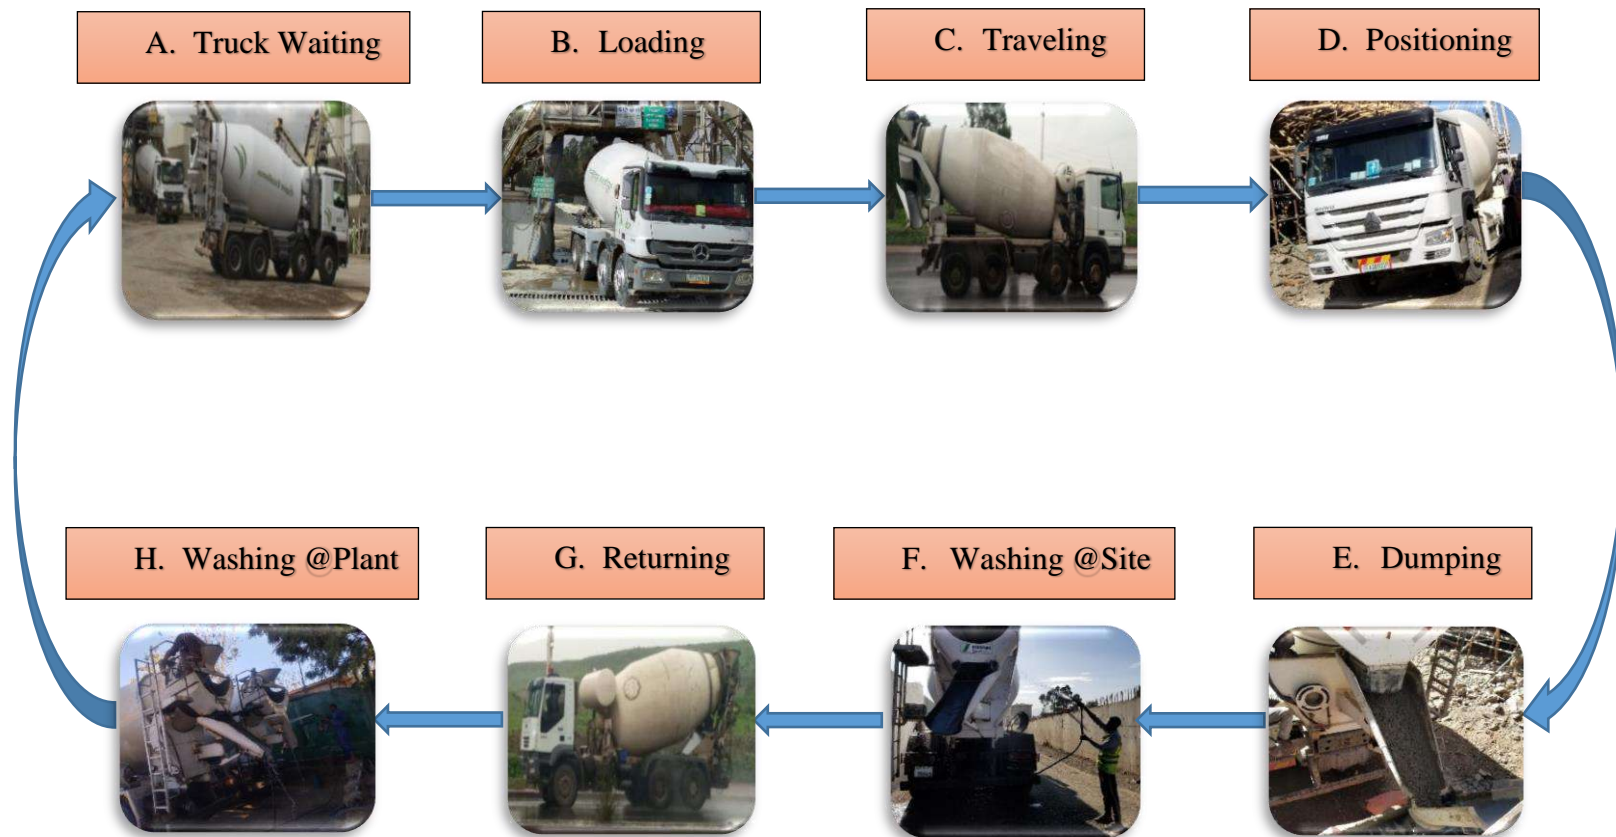 A. Truck Waiting
B. Loading
C. Traveling
D. Positioning
H. Washing @Plant
G. Returning
F. Washing @Site
E. Dumping